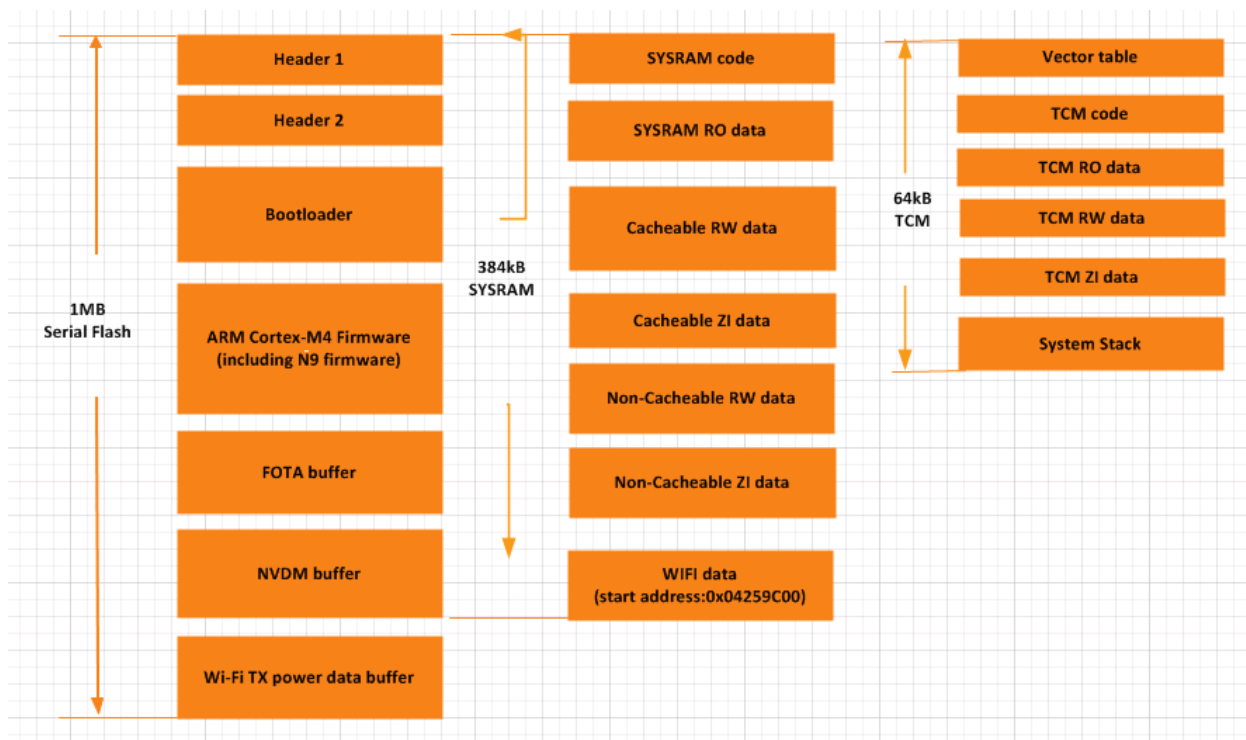 Header 1
Header 2
Bootloader
1MB
Serial Flash
ARM Cortex-M4 Firmware
(including N9 firmware)
FOTA buffer
NVDM buffer
Wi-Fi TX power data buffer
SYSRAM code
SYSRAM RO data
Cacheable RW data
384kB
SYSRAM
Cacheable ZI data
Non-Cacheable RW data
Non-Cacheable ZI data
WIFI data
(start address:0x04259C00)
Vector table
TCM code
TCM RO data
64kB
TCM
TCM RW data
TCM ZI data
System Stack